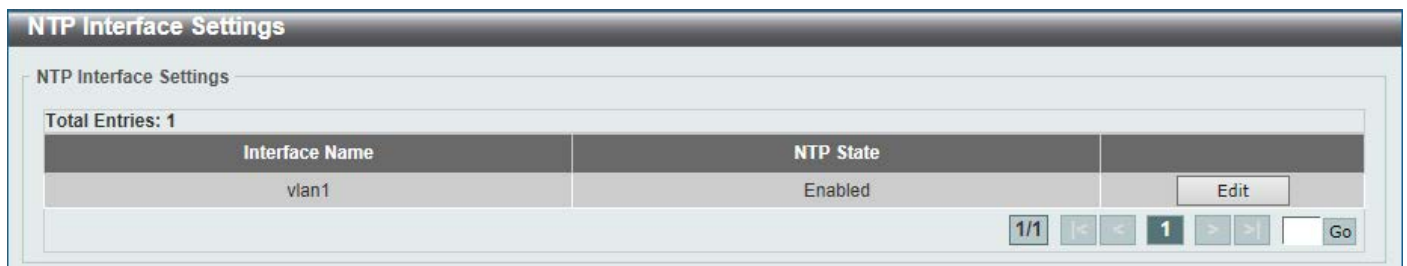 NTP Interface Settings
NTP Interface Settings
Total Entries: 1
Interface Name NTP State
vlan1 Enabled Edit
1/1 |< < 1 > >| Go